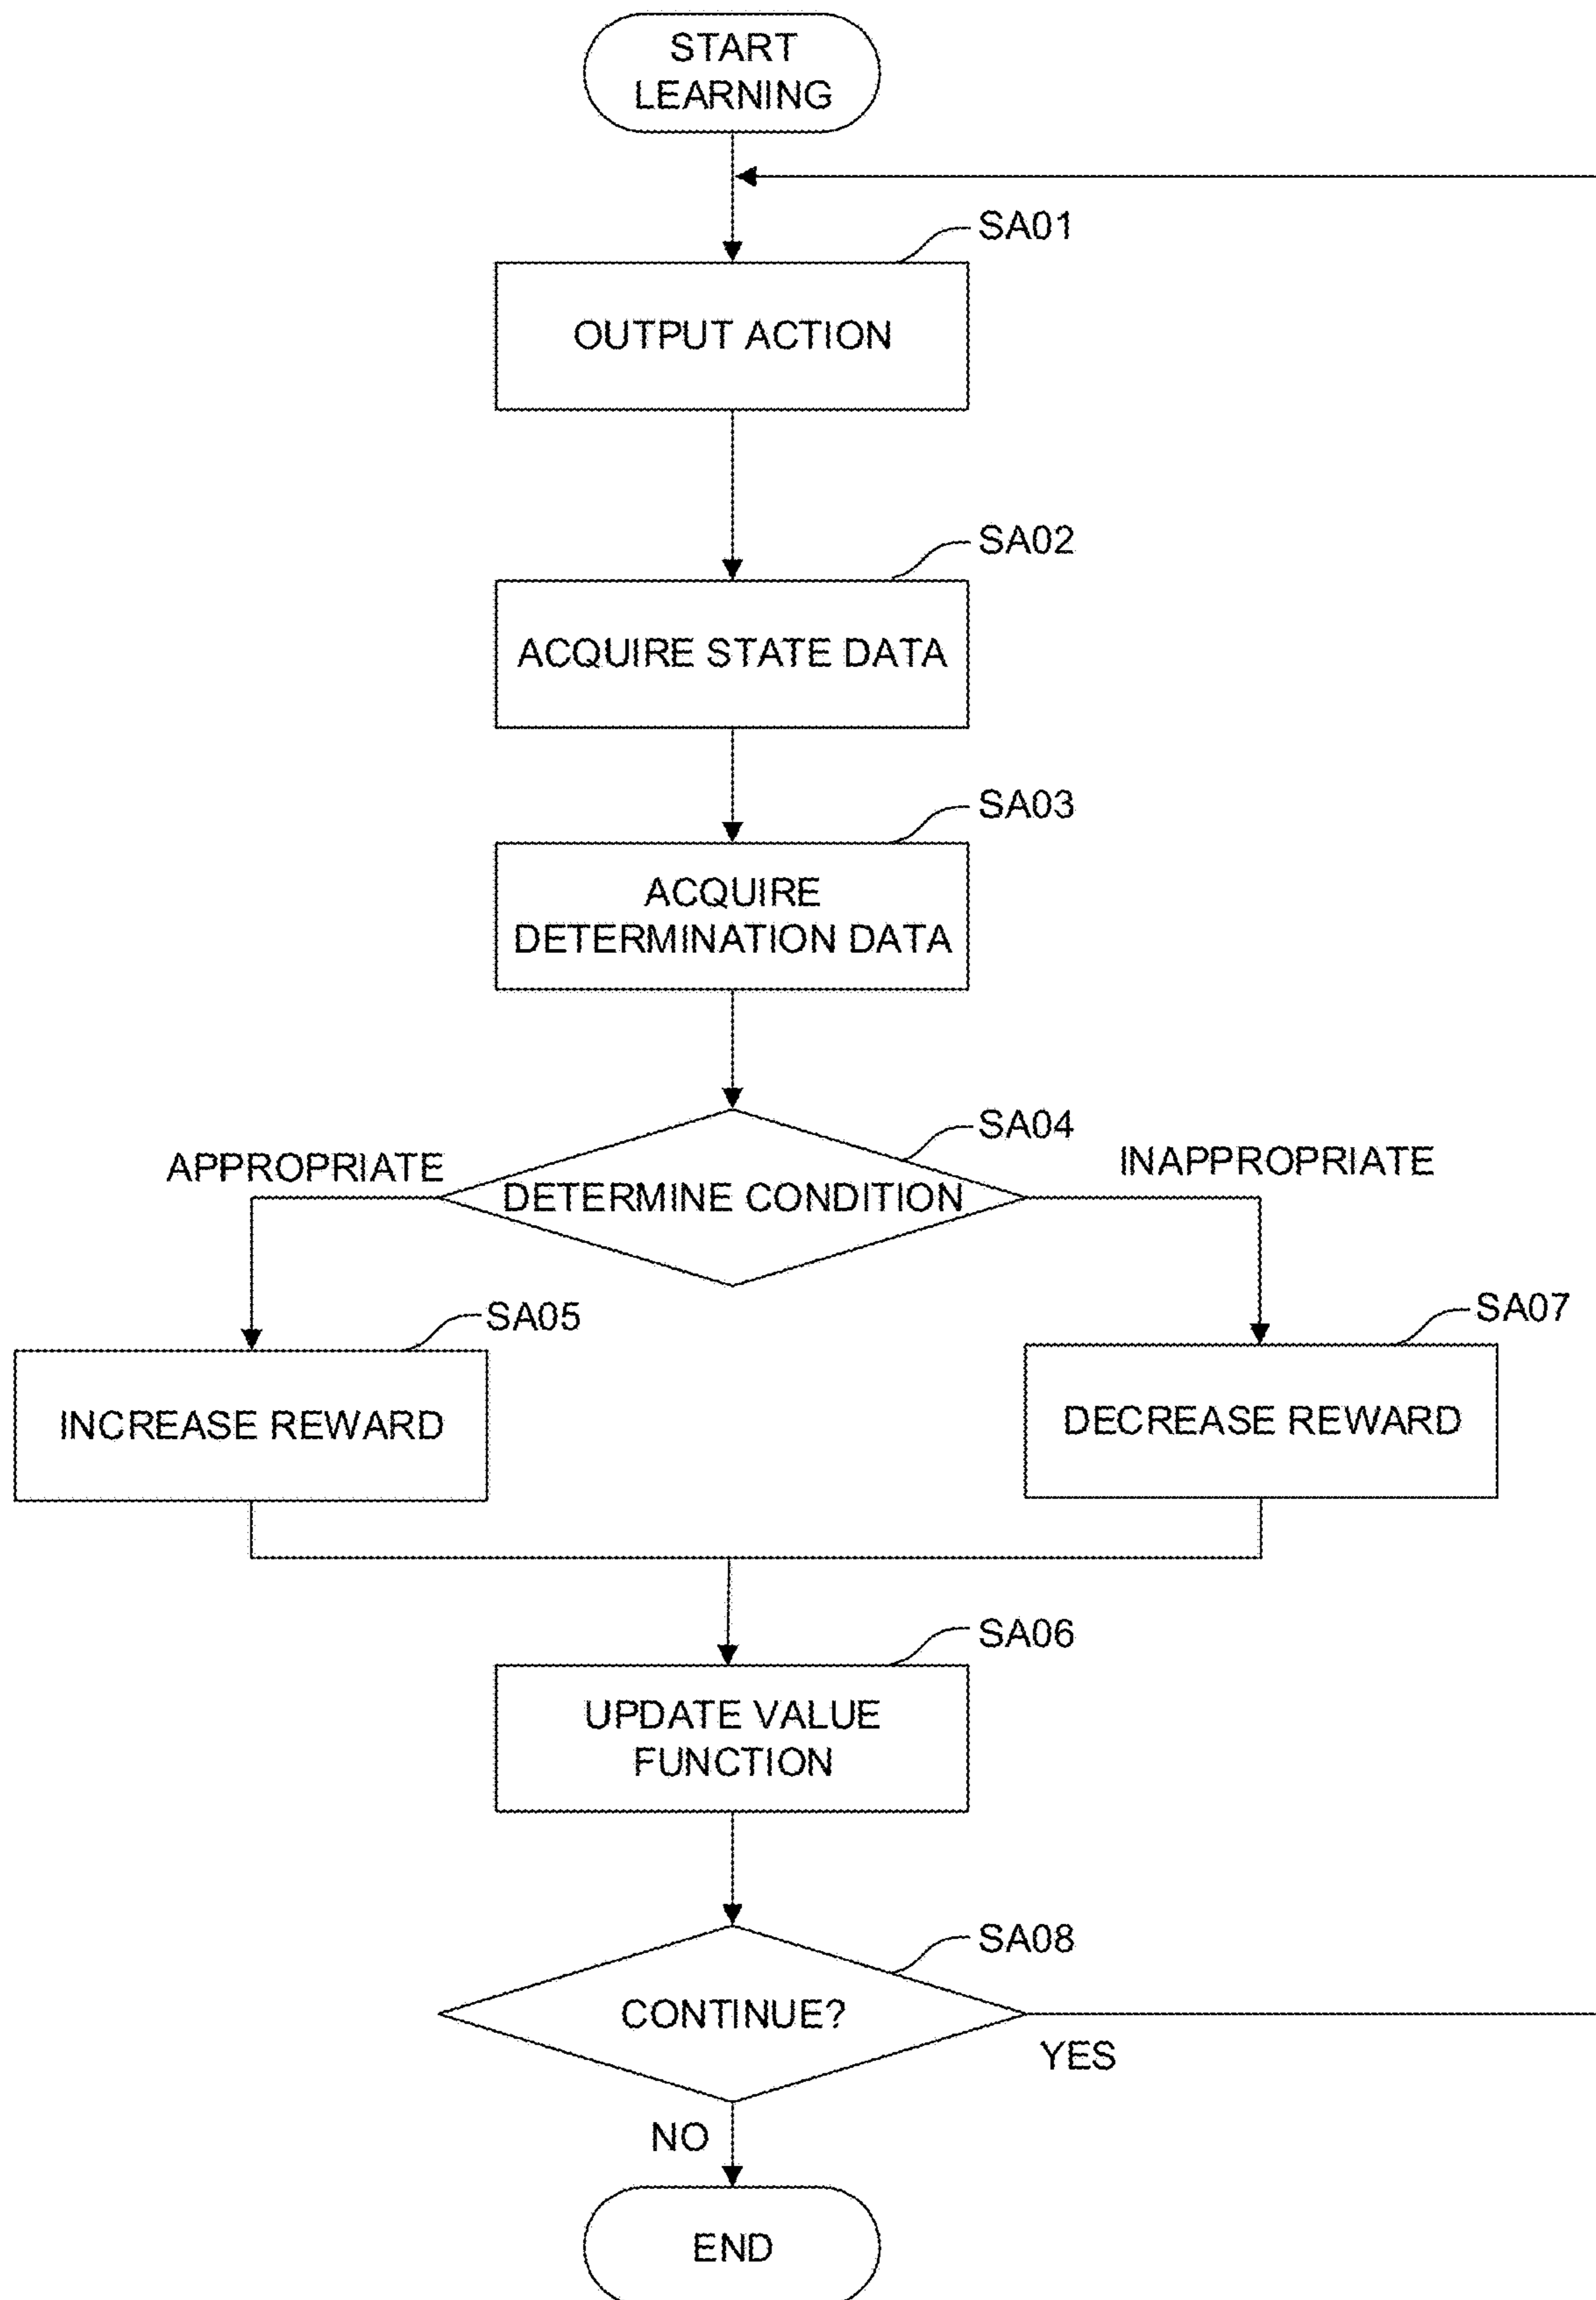 START
LEARNING
SA01
OUTPUT ACTION
SA02
ACQUIRE STATE DATA
SA03
ACQUIRE
DETERMINATION DATA
SA04
APPROPRIATE
INAPPROPRIATE
DETERMINE CONDITION
SA05
SA07
INCREASE REWARD
DECREASE REWARD
SA06
UPDATE VALUE
FUNCTION
SA08
CONTINUE?
YES
NO
END